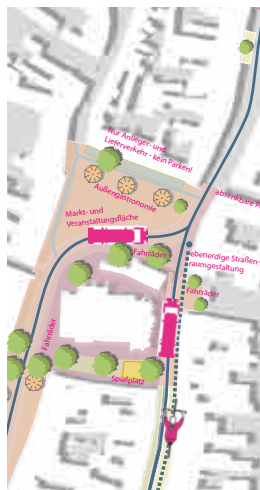 Nur Anlieger- und
Lieferverkehr - kein Parken!
Außengastronomie
Markt- und
Veranstaltungsfläche
Fahrräder
ebenerdige Straßen-
raumgestaltung
Fahrräder
Fahrräder
Spielplatz